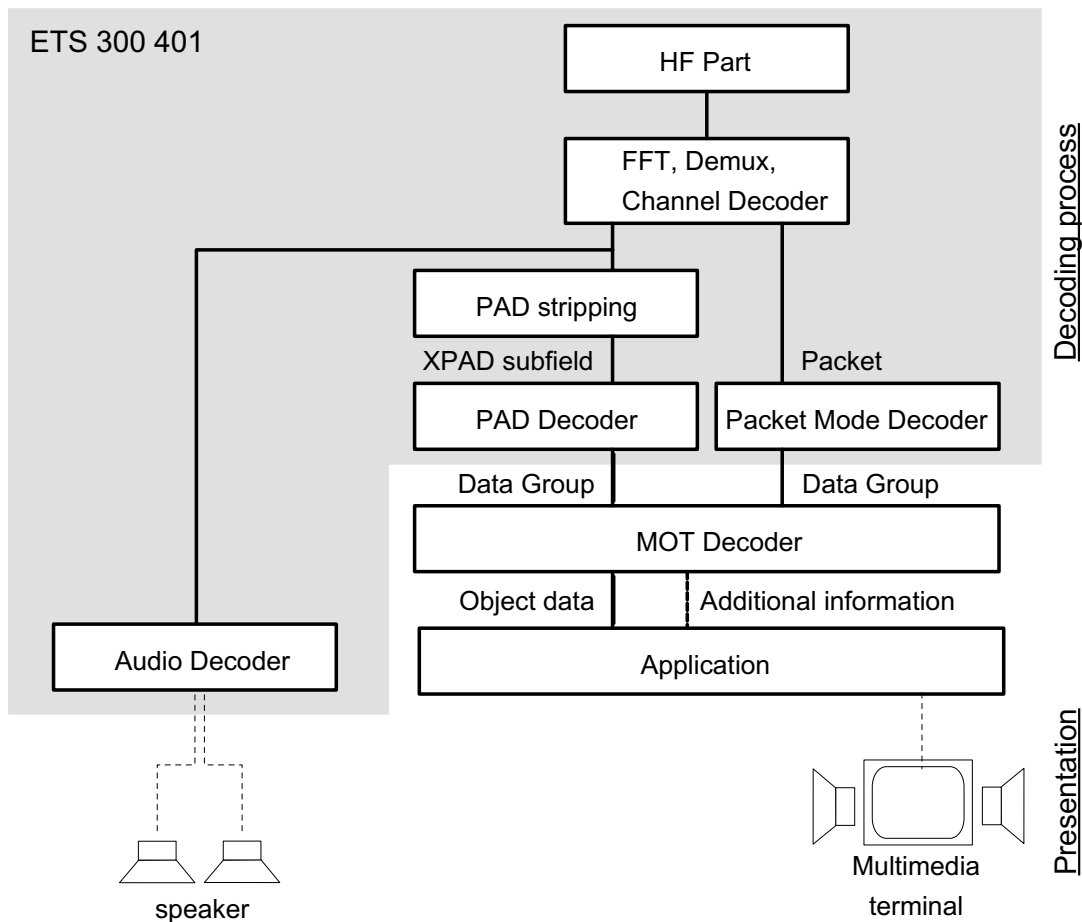 ETS 300 401
HF Part
FFT, Demux,
Channel Decoder
Decoding process
PAD stripping
XPAD subfield
Packet
PAD Decoder
Packet Mode Decoder
Data Group
Data Group
MOT Decoder
Object data
Additional information
Audio Decoder
Application
Presentation
speaker
Multimedia
terminal